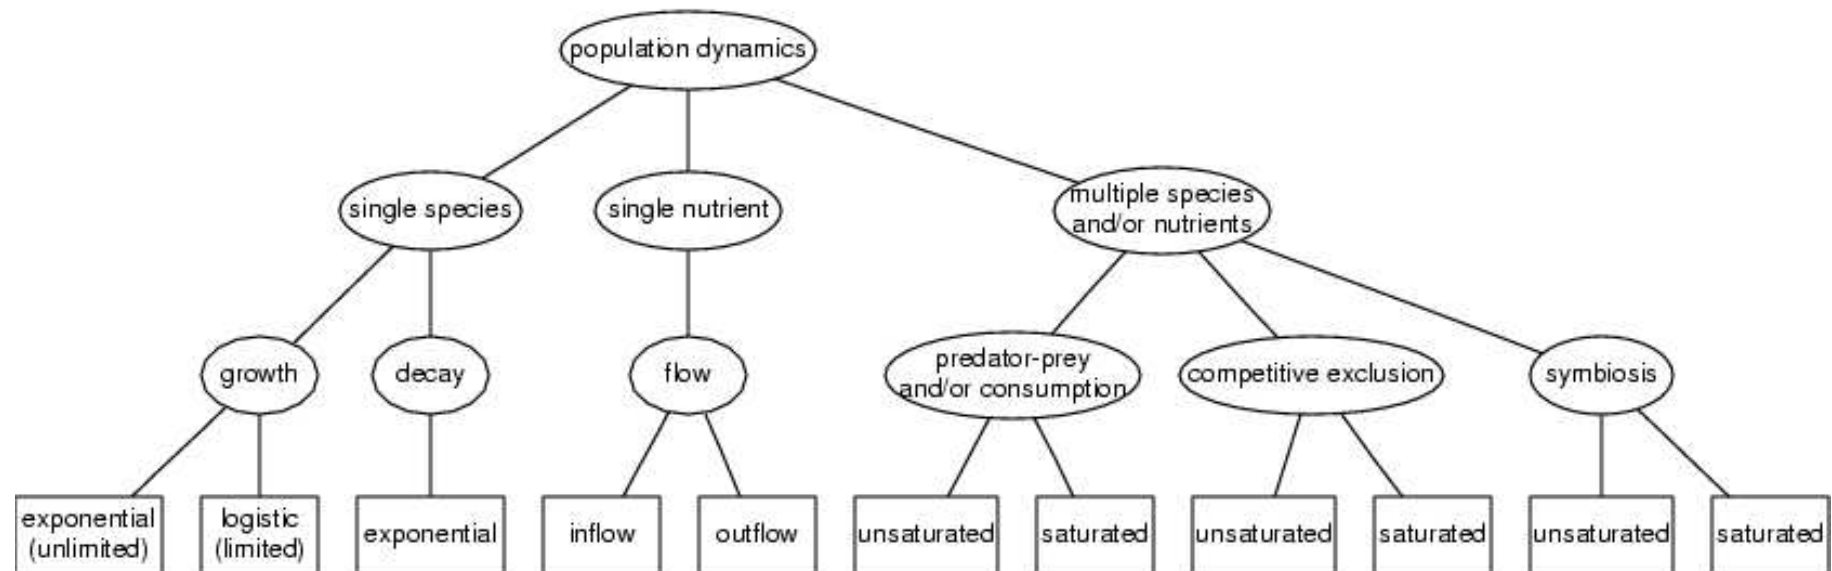 population dynamics
single species
single nutrient
multiple species
and/or nutrients
growth
decay
flow
predator-prey
and/or consumption
competitive exclusion
symbiosis
exponential
(unlimited)
logistic
(limited)
exponential
inflow
outflow
unsaturated
saturated
unsaturated
saturated
unsaturated
saturated